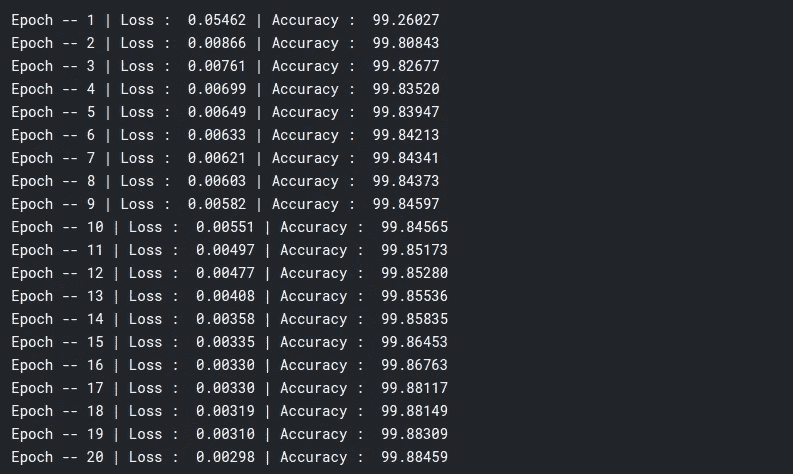 Epoch -- 1 | Loss :  0.05462 | Accuracy :  99.26027
Epoch -- 2 | Loss :  0.00866 | Accuracy :  99.80843
Epoch -- 3 | Loss :  0.00761 | Accuracy :  99.82677
Epoch -- 4 | Loss :  0.00699 | Accuracy :  99.83520
Epoch -- 5 | Loss :  0.00649 | Accuracy :  99.83947
Epoch -- 6 | Loss :  0.00633 | Accuracy :  99.84213
Epoch -- 7 | Loss :  0.00621 | Accuracy :  99.84341
Epoch -- 8 | Loss :  0.00603 | Accuracy :  99.84373
Epoch -- 9 | Loss :  0.00582 | Accuracy :  99.84597
Epoch -- 10 | Loss :  0.00551 | Accuracy :  99.84565
Epoch -- 11 | Loss :  0.00497 | Accuracy :  99.85173
Epoch -- 12 | Loss :  0.00477 | Accuracy :  99.85280
Epoch -- 13 | Loss :  0.00408 | Accuracy :  99.85536
Epoch -- 14 | Loss :  0.00358 | Accuracy :  99.85835
Epoch -- 15 | Loss :  0.00335 | Accuracy :  99.86453
Epoch -- 16 | Loss :  0.00330 | Accuracy :  99.86763
Epoch -- 17 | Loss :  0.00330 | Accuracy :  99.88117
Epoch -- 18 | Loss :  0.00319 | Accuracy :  99.88149
Epoch -- 19 | Loss :  0.00310 | Accuracy :  99.88309
Epoch -- 20 | Loss :  0.00298 | Accuracy :  99.88459